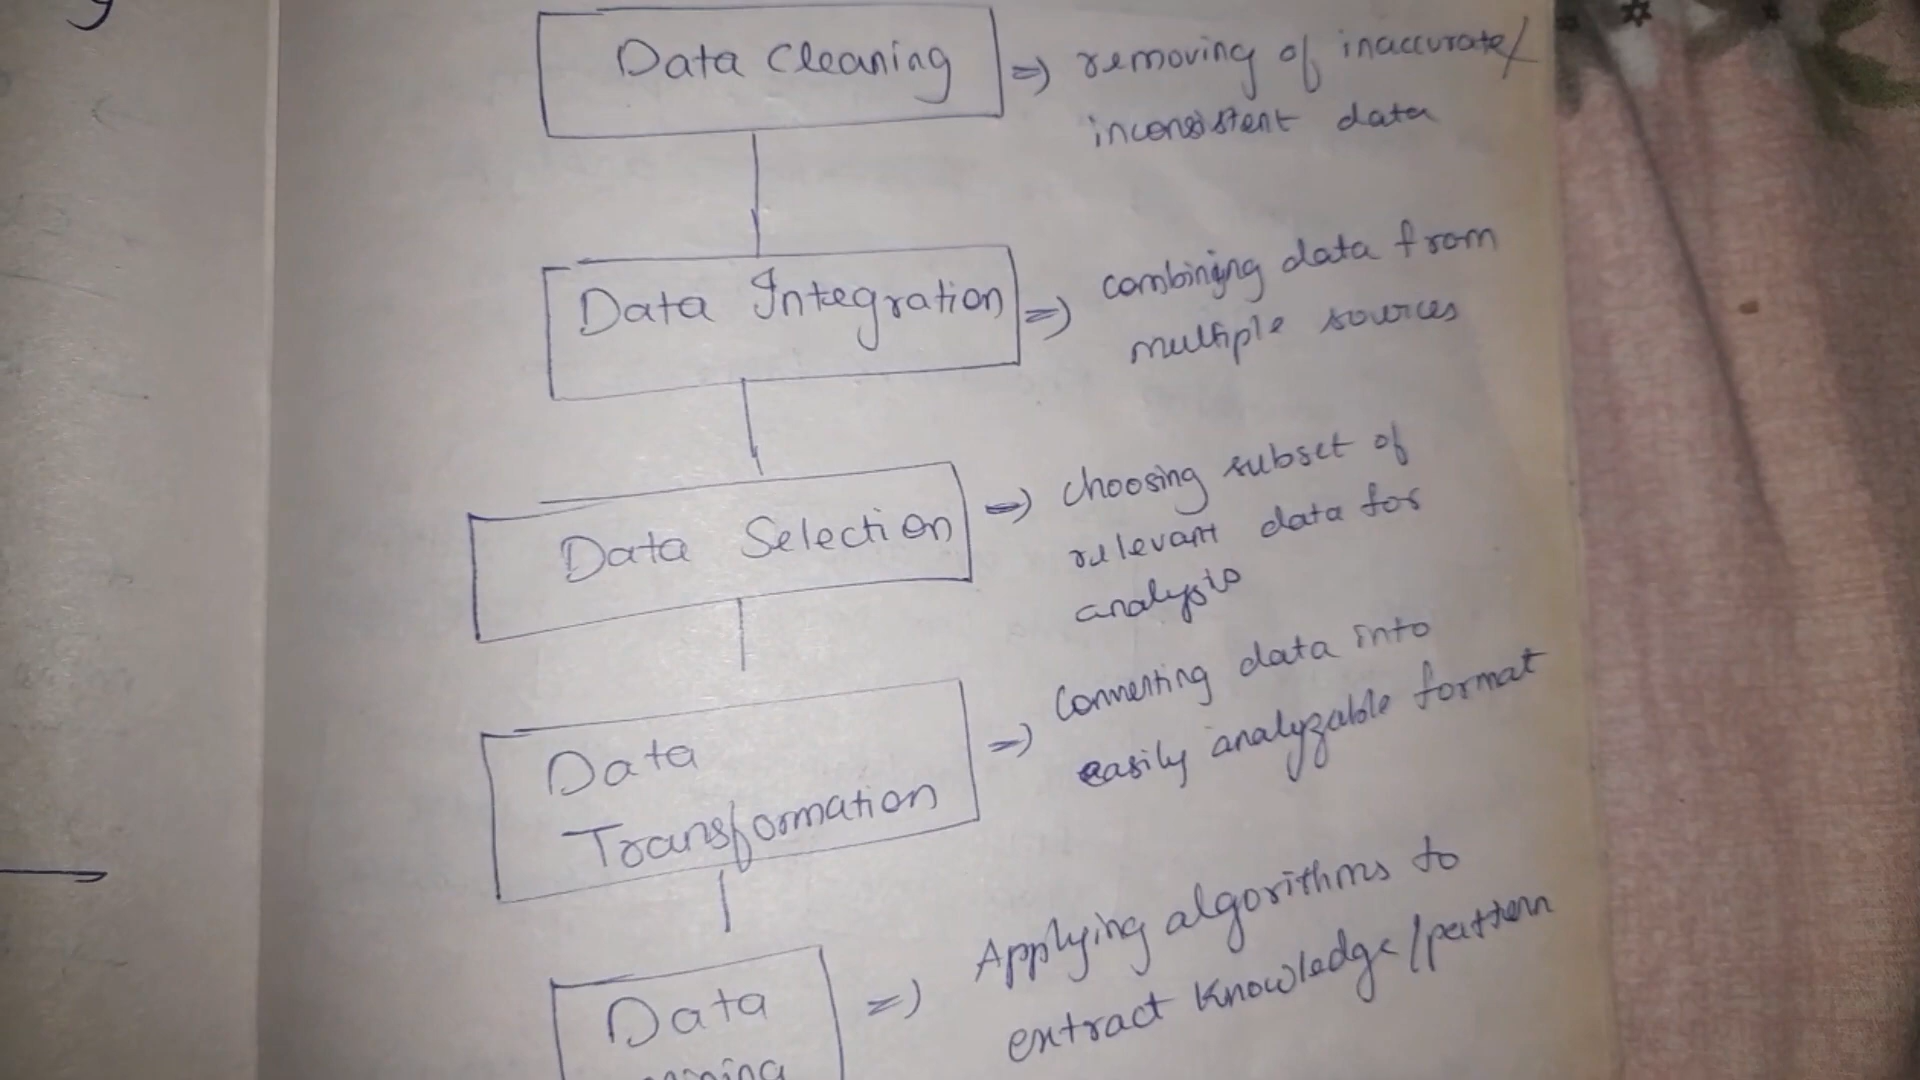 Data Cleaning => removing of inaccurate/
inconsistent data
Data Integration => combining data from
multiple sources
Data Selection => choosing subset of
relevant data for
analysis
Data
Transformation => Converting data into
easily analyzable format
Data => Applying algorithms to
extract knowledge/pattern